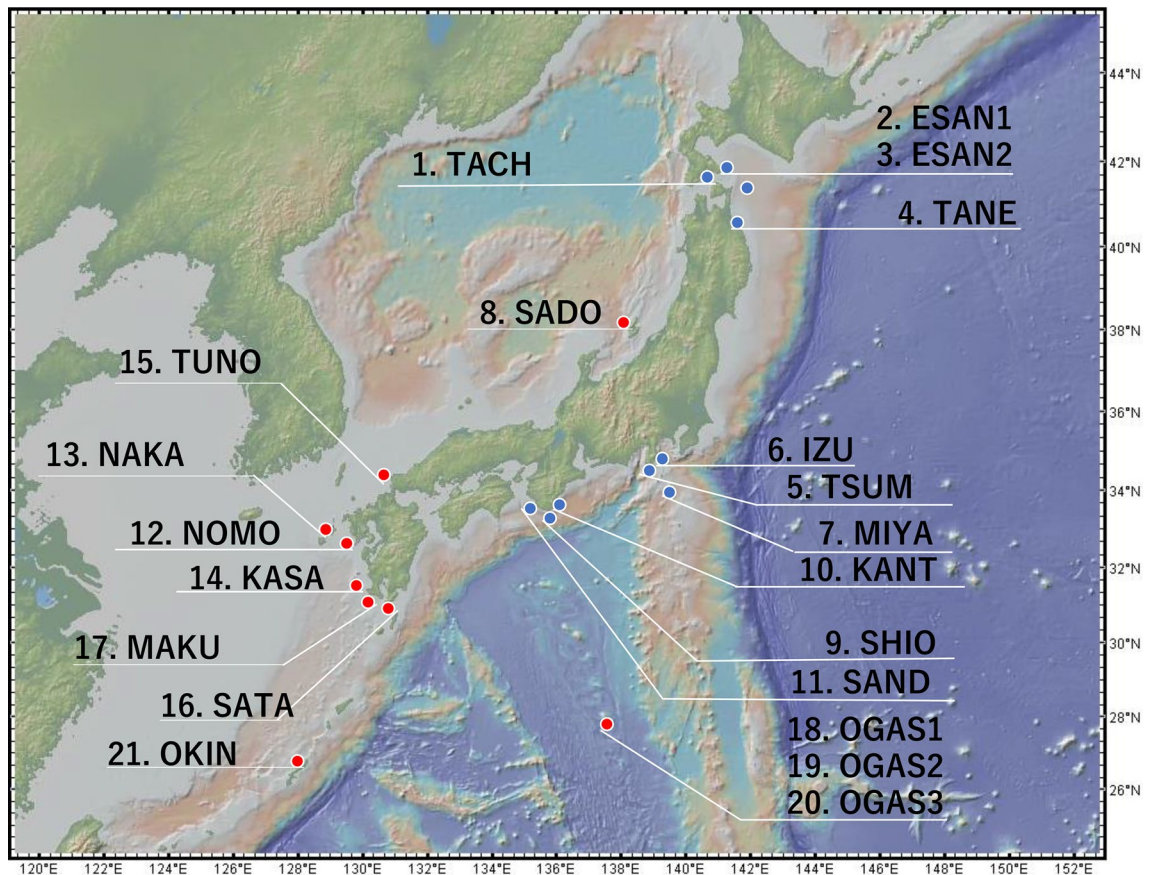 44°N
2. ESAN1
42°N
1. TACH
3. ESAN2
4. TANE
40°N
8. SADO
38°N
15. TUNO
36°N
13. NAKA
6. IZU
5. TSUM
34°N
12. NOMO
7. MIYA
14. KASA
10. KANT
32°N
17. MAKU
9. SHIO
30°N
11. SAND
16. SATA
18. OGAS1
28°N
21. OKIN
19. OGAS2
20. OGAS3
26°N
120°E 122°E 124°E 126°E 128°E 130°E 132°E 134°E 136°E 138°E 140°E 142°E 144°E 146°E 148°E 150°E 152°E